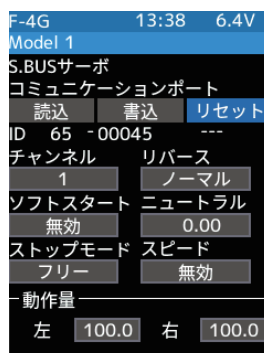 F-4G 13:38 6.4V
Model 1
S.BUSサーボ
コミュニケーションポート
読込 書込 リセット
ID 65 -00045 ---
チャンネル リバース
1 ノーマル
ソフトスタート ニュートラル
無効 0.00
ストップモード スピード
フリー 無効
動作量
左 100.0 右 100.0